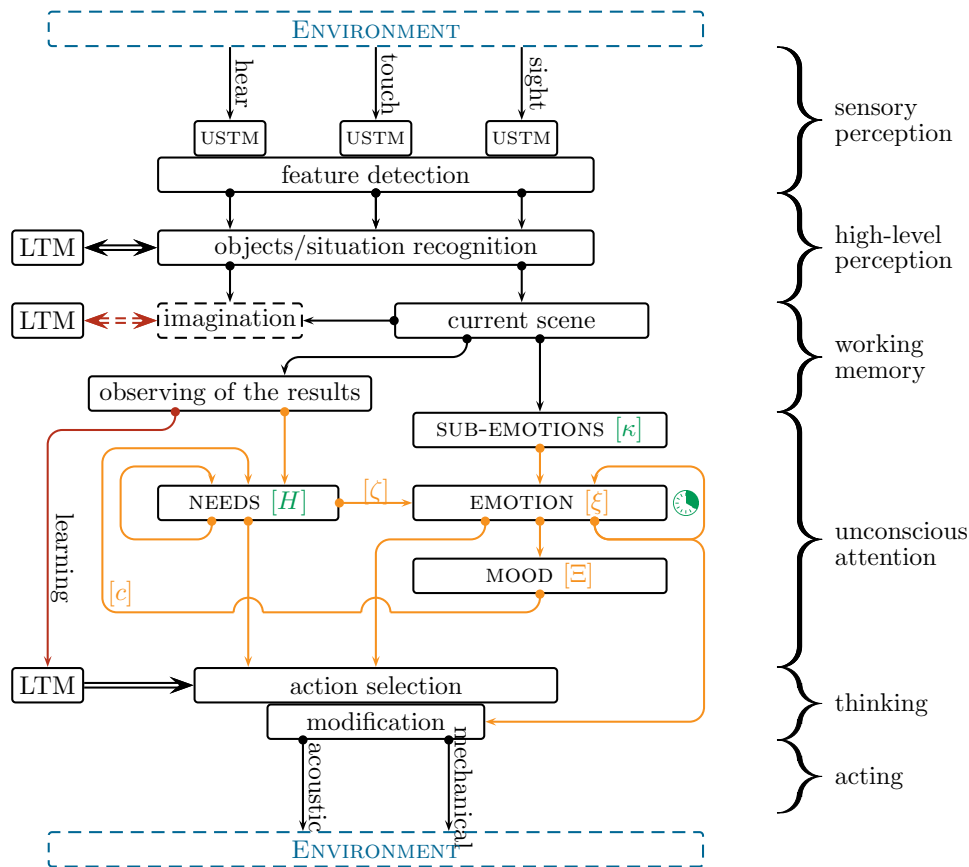 ENVIRONMENT
hear
touch
sight
USTM
USTM
USTM
sensory
perception
feature detection
LTM
objects/situation recognition
high-level
perception
LTM
imagination
current scene
working
memory
observing of the results
SUB-EMOTIONS [κ]
NEEDS [H]
[ζ]
EMOTION [ξ]
learning
unconscious
attention
[c]
MOOD [Ξ]
LTM
action selection
modification
thinking
acoustic
mechanical
acting
ENVIRONMENT